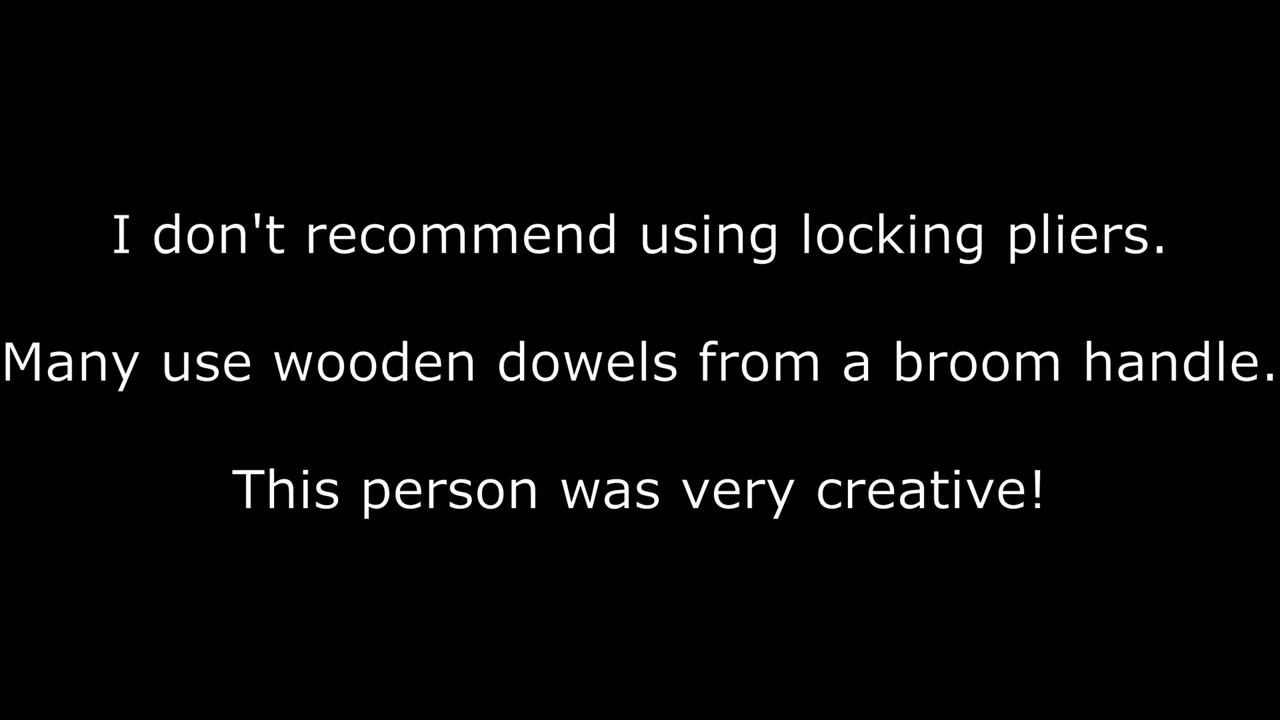 I don't recommend using locking pliers.
Many use wooden dowels from a broom handle.
This person was very creative!